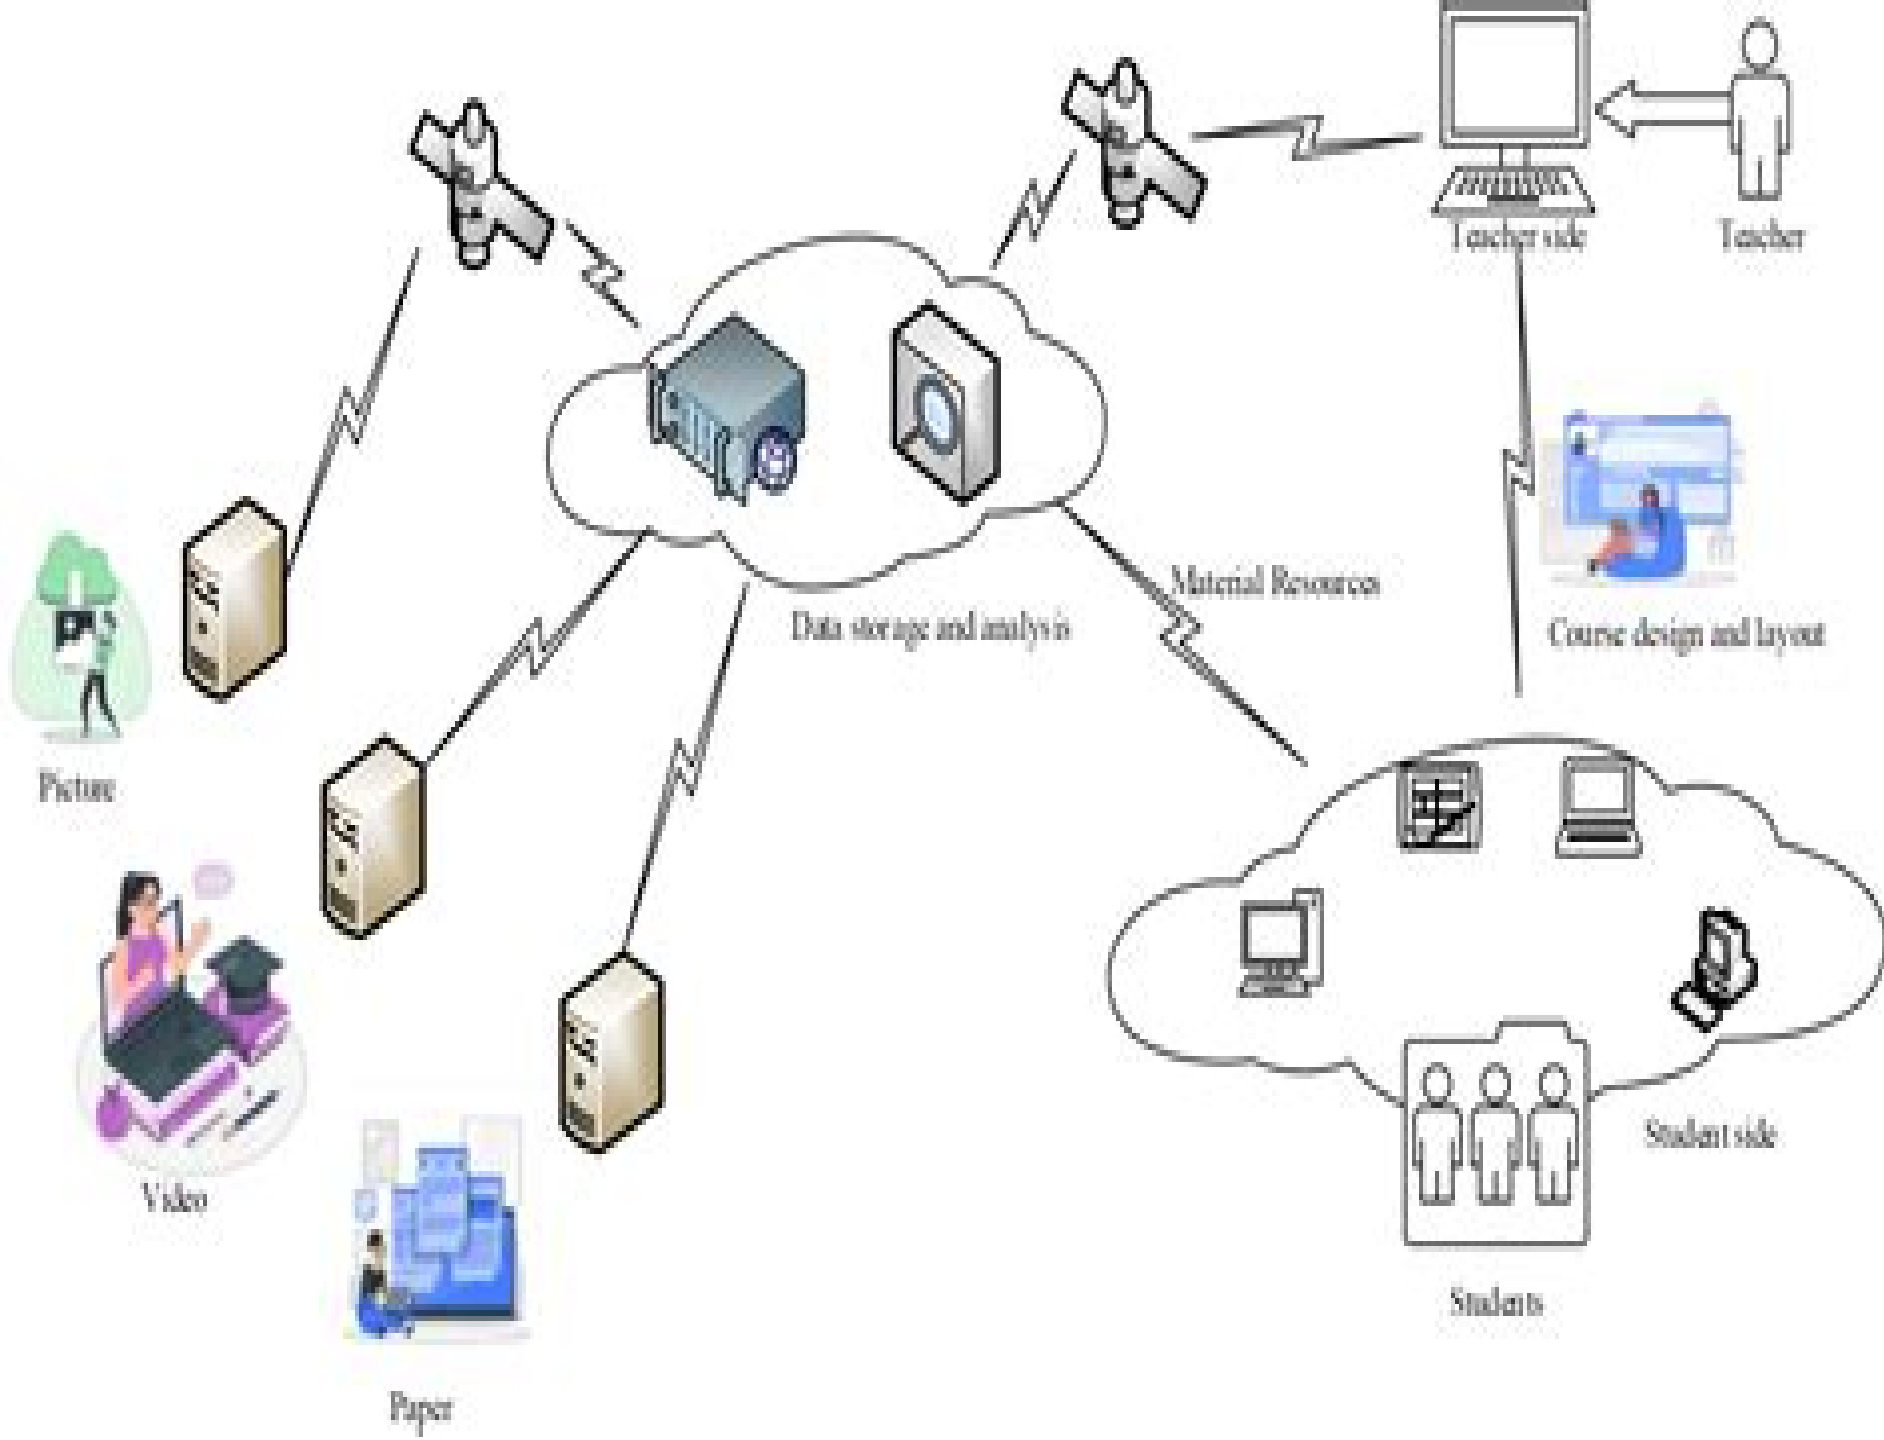 Teacher side
Teacher
Material Resources
Data storage and analysis
Course design and layout
Picture
Video
Student side
Students
Paper